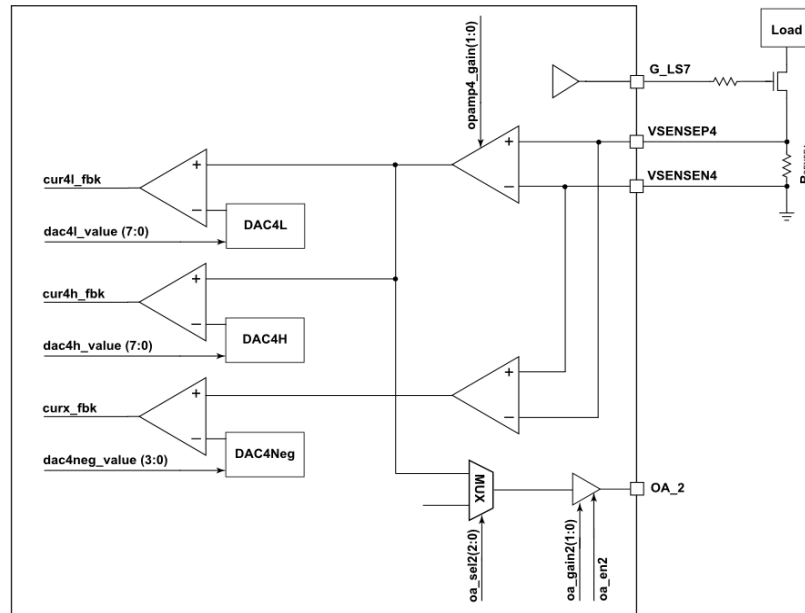 Load
opamp4_gain(1:0)
G_LS7
VSENSEP4
cur4l_fbk
+
−
DAC4L
dac4l_value (7:0)
+
−
VSENSEN4
cur4h_fbk
+
−
DAC4H
dac4h_value (7:0)
curx_fbk
+
−
DAC4Neg
dac4neg_value (3:0)
+
−
MUX
OA_2
oa_sel2(2:0)
oa_gain2(1:0)
oa_en2